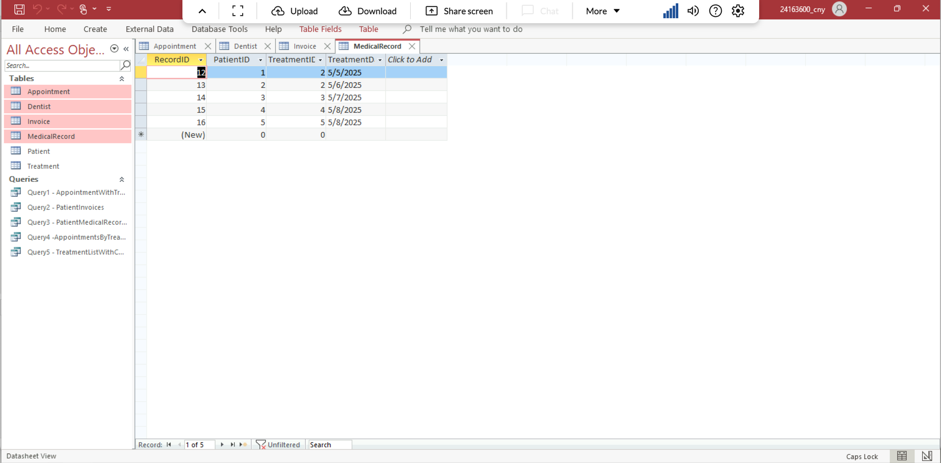 Upload Download Share screen Chat More 24163600_cny
File Home Create External Data Database Tools Help Table Fields Table Tell me what you want to do
All Access Obje...
Search...
Tables
Appointment
Dentist
Invoice
MedicalRecord
Patient
Treatment
Queries
Query1 - AppointmentWithTr...
Query2 - PatientInvoices
Query3 - PatientMedicalRecor...
Query4 -AppointmentsByTrea...
Query5 - TreatmentListWithC...
Appointment Dentist Invoice MedicalRecord
RecordID PatientID TreatmentID TreatmentD Click to Add
12 1 2 5/5/2025
13 2 2 5/6/2025
14 3 3 5/7/2025
15 4 4 5/8/2025
16 5 5 5/8/2025
(New) 0 0
Record: 1 of 5 Unfiltered Search
Datasheet View Caps Lock